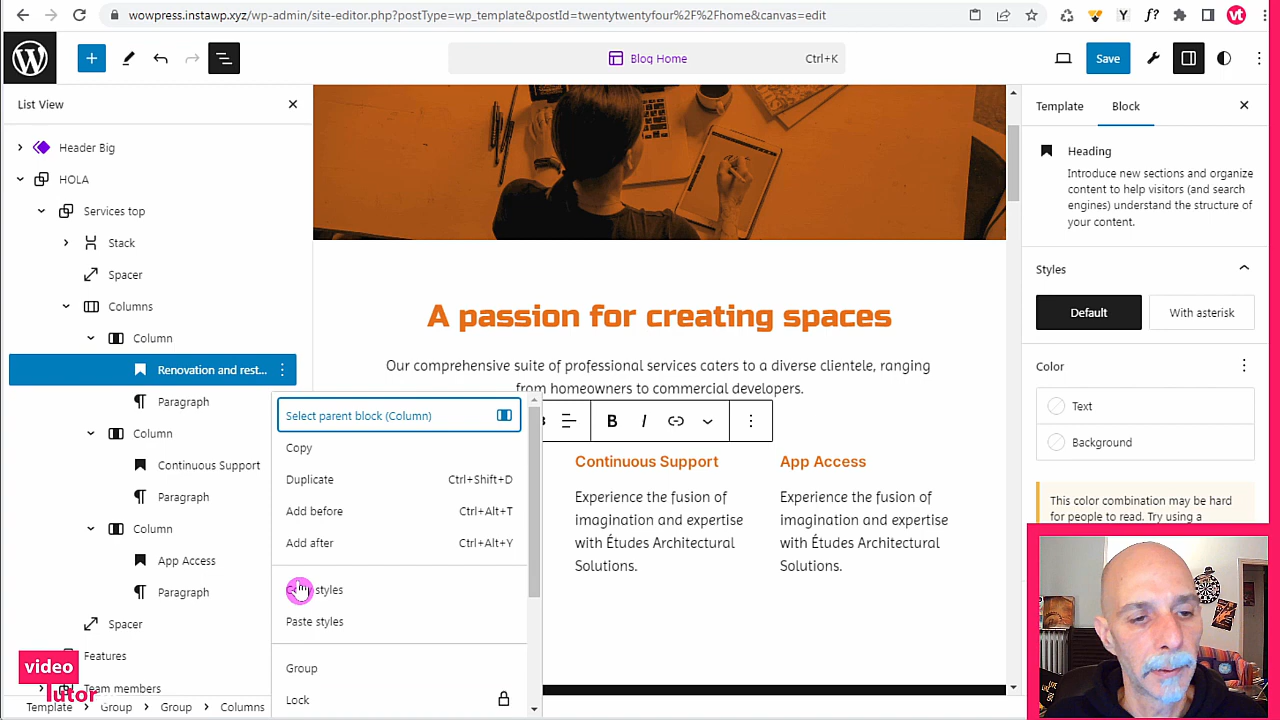 wowpress.instawp.xyz/wp-admin/site-editor.php?postType=wp_template&postId=twentytwentyfour%2F%2Fhome&canvas=edit
Blog Home
Ctrl+K
Save
List View
Header Big
HOLA
Services top
Stack
Spacer
Columns
Column
Renovation and rest...
Paragraph
Column
Continuous Support
Paragraph
Column
App Access
Paragraph
Spacer
Features
Team members
Template
Group
Group
Columns
Select parent block (Column)
Copy
Duplicate Ctrl+Shift+D
Add before Ctrl+Alt+T
Add after Ctrl+Alt+Y
styles
Paste styles
Group
Lock
A passion for creating spaces
Our comprehensive suite of professional services caters to a diverse clientele, ranging
from homeowners to commercial developers.
B I
Continuous Support
Experience the fusion of
imagination and expertise
with Études Architectural
Solutions.
App Access
Experience the fusion of
imagination and expertise
with Études Architectural
Solutions.
Template
Block
Heading
Introduce new sections and organize
content to help visitors (and search
engines) understand the structure of
your content.
Styles
Default
With asterisk
Color
Text
Background
This color combination may be hard
for people to read. Try using a
video
tutor
vt
Y
f?